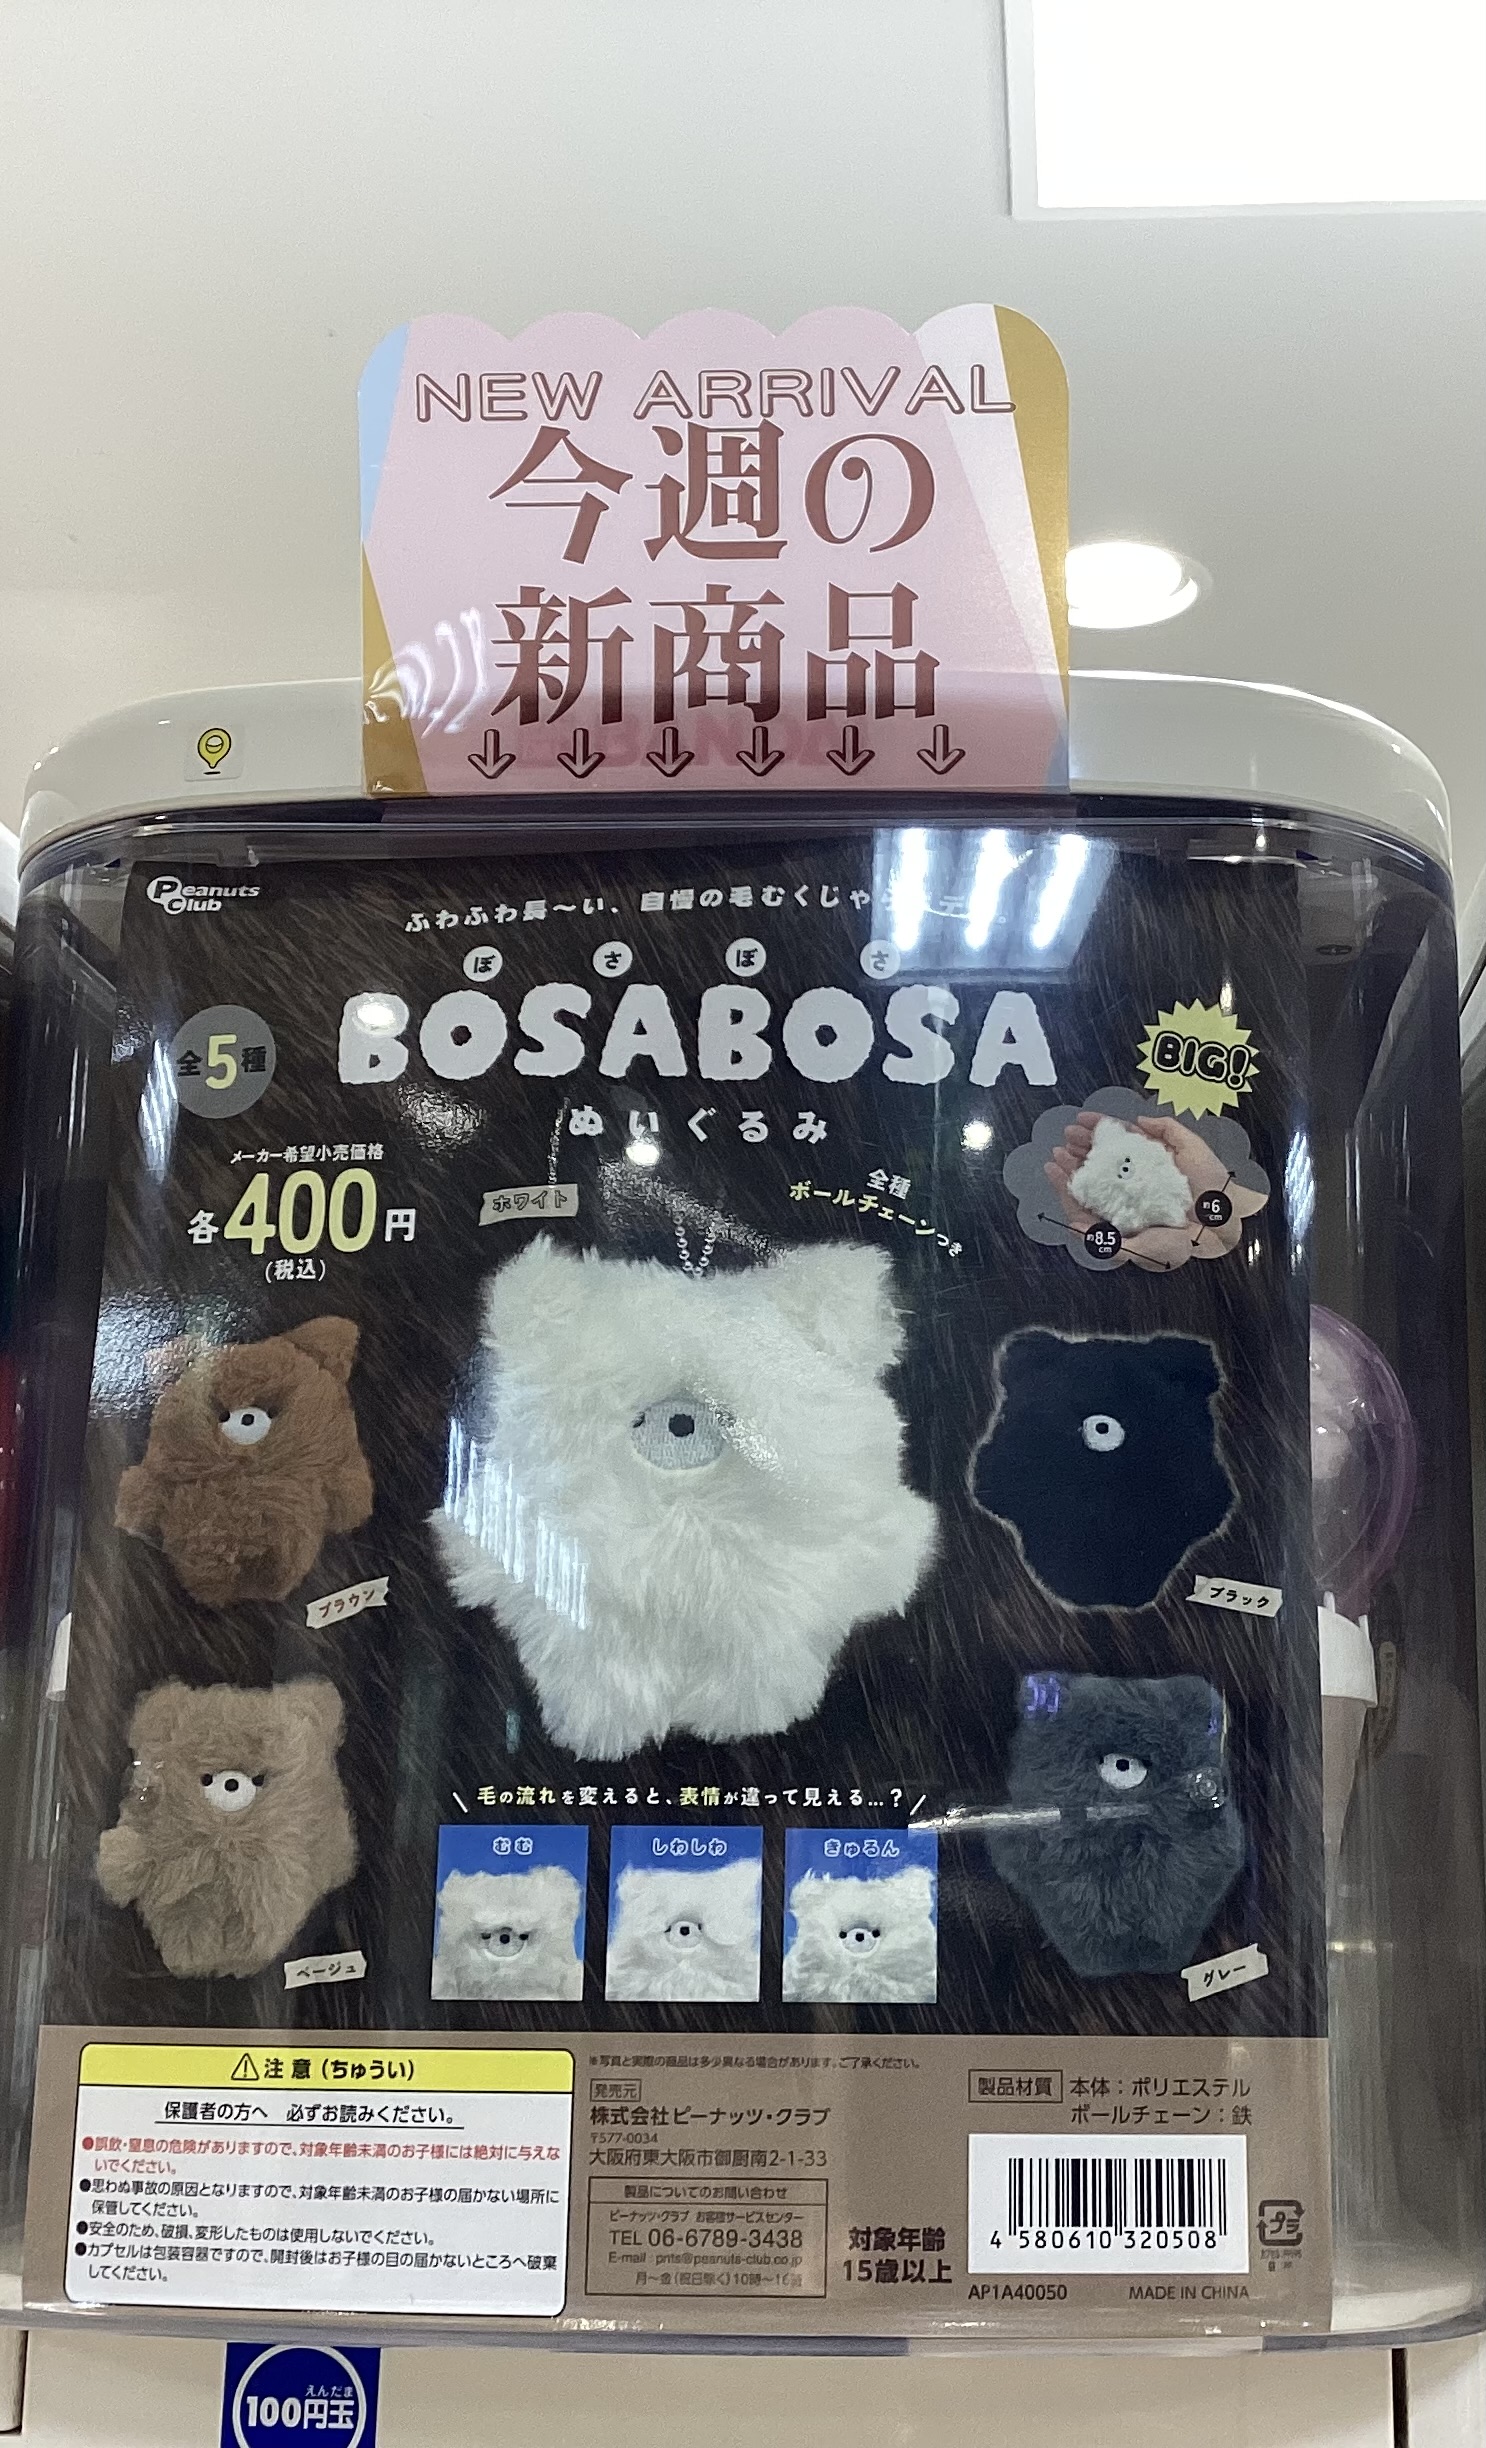 NEW ARRIVAL
今週の
新商品
↓ ↓ ↓ ↓ ↓ ↓
Peanuts Club
ふわふわ長〜い、自慢の毛むくじゃ
ぼ さ ぼ さ
BOSABOSA
ぬいぐるみ
全5種
BIG!
メーカー希望小売価格
各400円
(税込)
ホワイト
全種
ボールチェーンつき
約6cm
約8.5cm
ブラウン
ブラック
ベージュ
グレー
\ 毛の流れを変えると、表情が違って見える…? /
むむ
しわしわ
きゅるん
⚠注意(ちゅうい)
保護者の方へ 必ずお読みください。
●誤飲・窒息の危険がありますので、対象年齢未満のお子様には絶対に与えな
いでください。
●思わぬ事故の原因となりますので、対象年齢未満のお子様の届かない場所に
保管してください。
●安全のため、破損、変形したものは使用しないでください。
●カプセルは包装容器ですので、開封後はお子様の目の届かないところへ破棄
してください。
※写真と実際の商品は多少異なる場合があります。ご了承ください。
発売元
株式会社ピーナッツ・クラブ
〒577-0034
大阪府東大阪市御厨南2-1-33
製品についてのお問い合わせ
ピーナッツ・クラブ お客様サービスセンター
TEL 06-6789-3438
E-mail : pnts@peanuts-club.co.jp
月〜金(祝日除く)10時〜16時
対象年齢
15歳以上
製品材質 本体：ポリエステル
ボールチェーン：鉄
4 580610 320508
プラ
AP1A40050 MADE IN CHINA
えんだま
100円玉